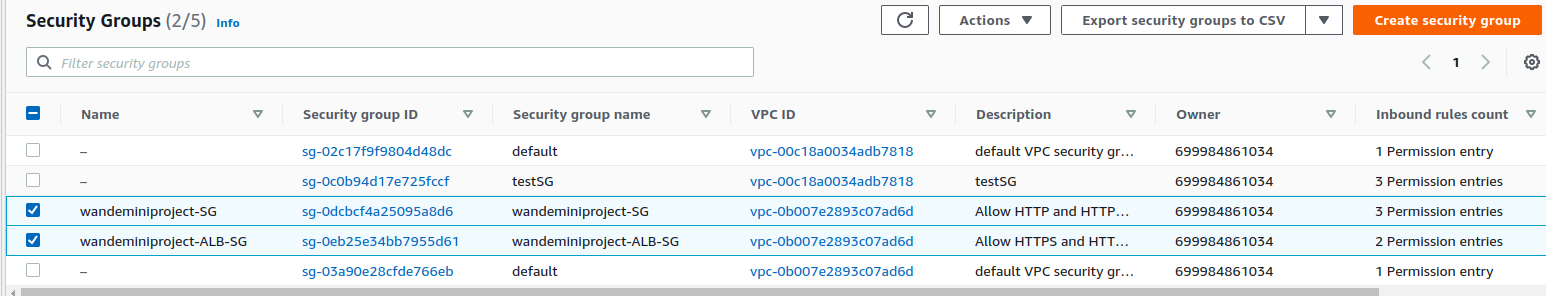 Security Groups (2/5) Info Actions Export security groups to CSV Create security group
Filter security groups 1
Name Security group ID Security group name VPC ID Description Owner Inbound rules count
– sg-02c17f9f9804d48dc default vpc-00c18a0034adb7818 default VPC security gr... 699984861034 1 Permission entry
– sg-0c0b94d17e725fccf testSG vpc-00c18a0034adb7818 testSG 699984861034 3 Permission entries
wandeminiproject-SG sg-0dcbcf4a25095a8d6 wandeminiproject-SG vpc-0b007e2893c07ad6d Allow HTTP and HTTP... 699984861034 3 Permission entries
wandeminiproject-ALB-SG sg-0eb25e34bb7955d61 wandeminiproject-ALB-SG vpc-0b007e2893c07ad6d Allow HTTPS and HTT... 699984861034 2 Permission entries
– sg-03a90e28cfde766eb default vpc-0b007e2893c07ad6d default VPC security gr... 699984861034 1 Permission entry